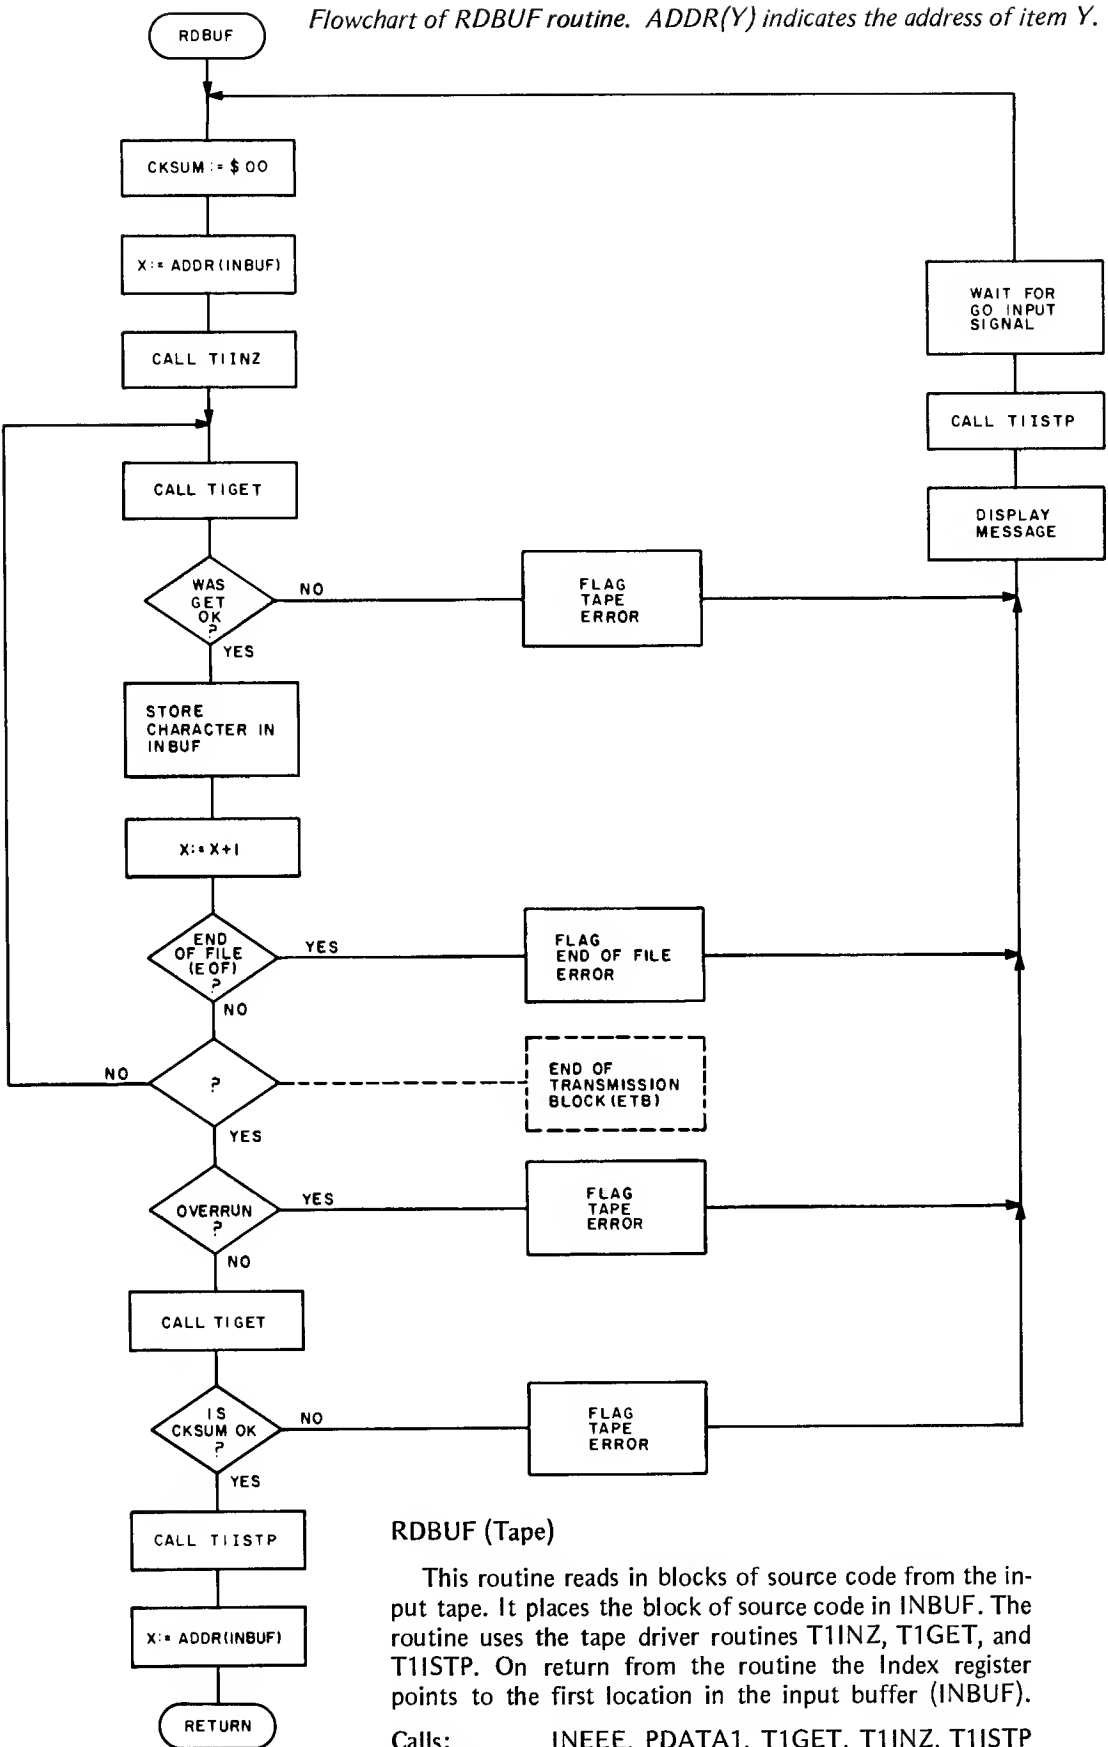 Flowchart of RDBUF routine. ADDR(Y) indicates the address of item Y.
RDBUF
CKSUM := $ 00
X := ADDR(INBUF)
CALL T1INZ
CALL T1GET
WAS
GET
OK
?
NO
YES
FLAG
TAPE
ERROR
WAIT FOR
GO INPUT
SIGNAL
CALL T1ISTP
DISPLAY
MESSAGE
STORE
CHARACTER IN
INBUF
X := X+1
END
OF FILE
(EOF)
?
YES
NO
FLAG
END OF FILE
ERROR
?
NO
YES
END OF
TRANSMISSION
BLOCK (ETB)
OVERRUN
?
YES
NO
FLAG
TAPE
ERROR
CALL T1GET
IS
CKSUM OK
?
NO
YES
FLAG
TAPE
ERROR
CALL T1ISTP
X := ADDR(INBUF)
RETURN
RDBUF (Tape)
This routine reads in blocks of source code from the in-
put tape. It places the block of source code in INBUF. The
routine uses the tape driver routines T1INZ, T1GET, and
T1ISTP. On return from the routine the Index register
points to the first location in the input buffer (INBUF).
Calls: INEEE, PDATA1, T1GET, T1INZ, T1ISTP